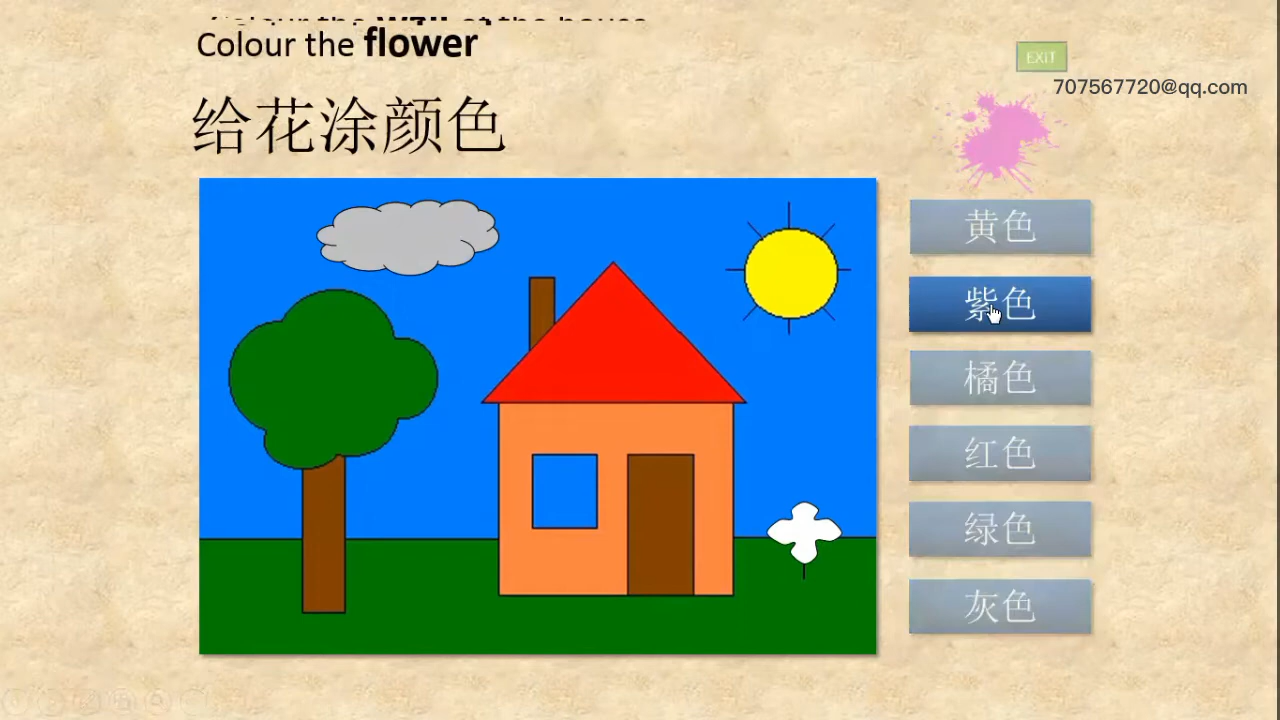 Colour the flower
EXIT
707567720@qq.com
给花涂颜色
黄色
紫色
橘色
红色
绿色
灰色